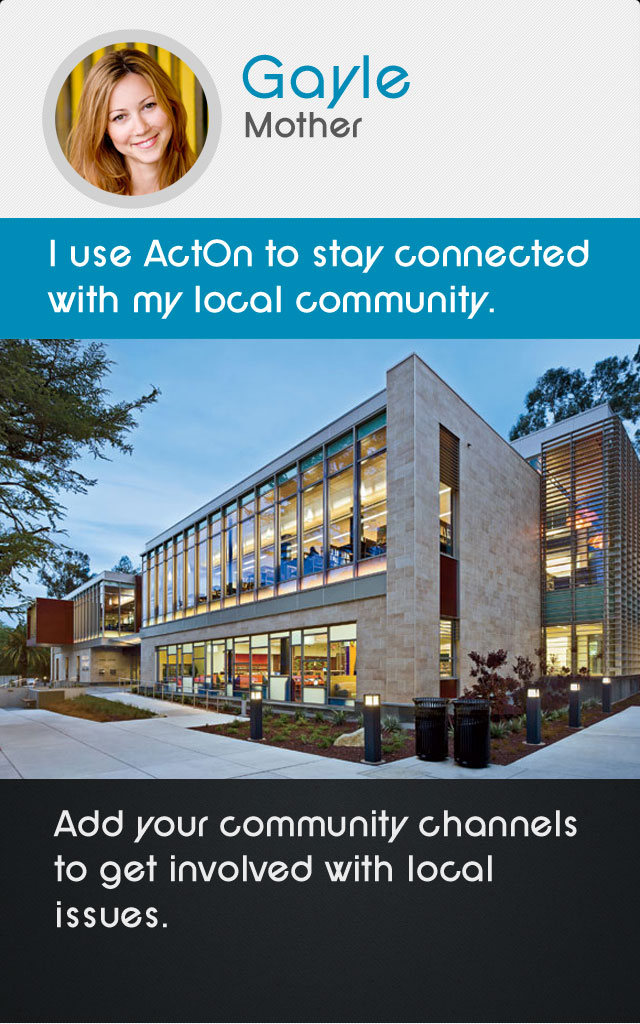 Gayle
Mother
I use ActOn to stay connected
with my local community.
Add your community channels
to get involved with local
issues.